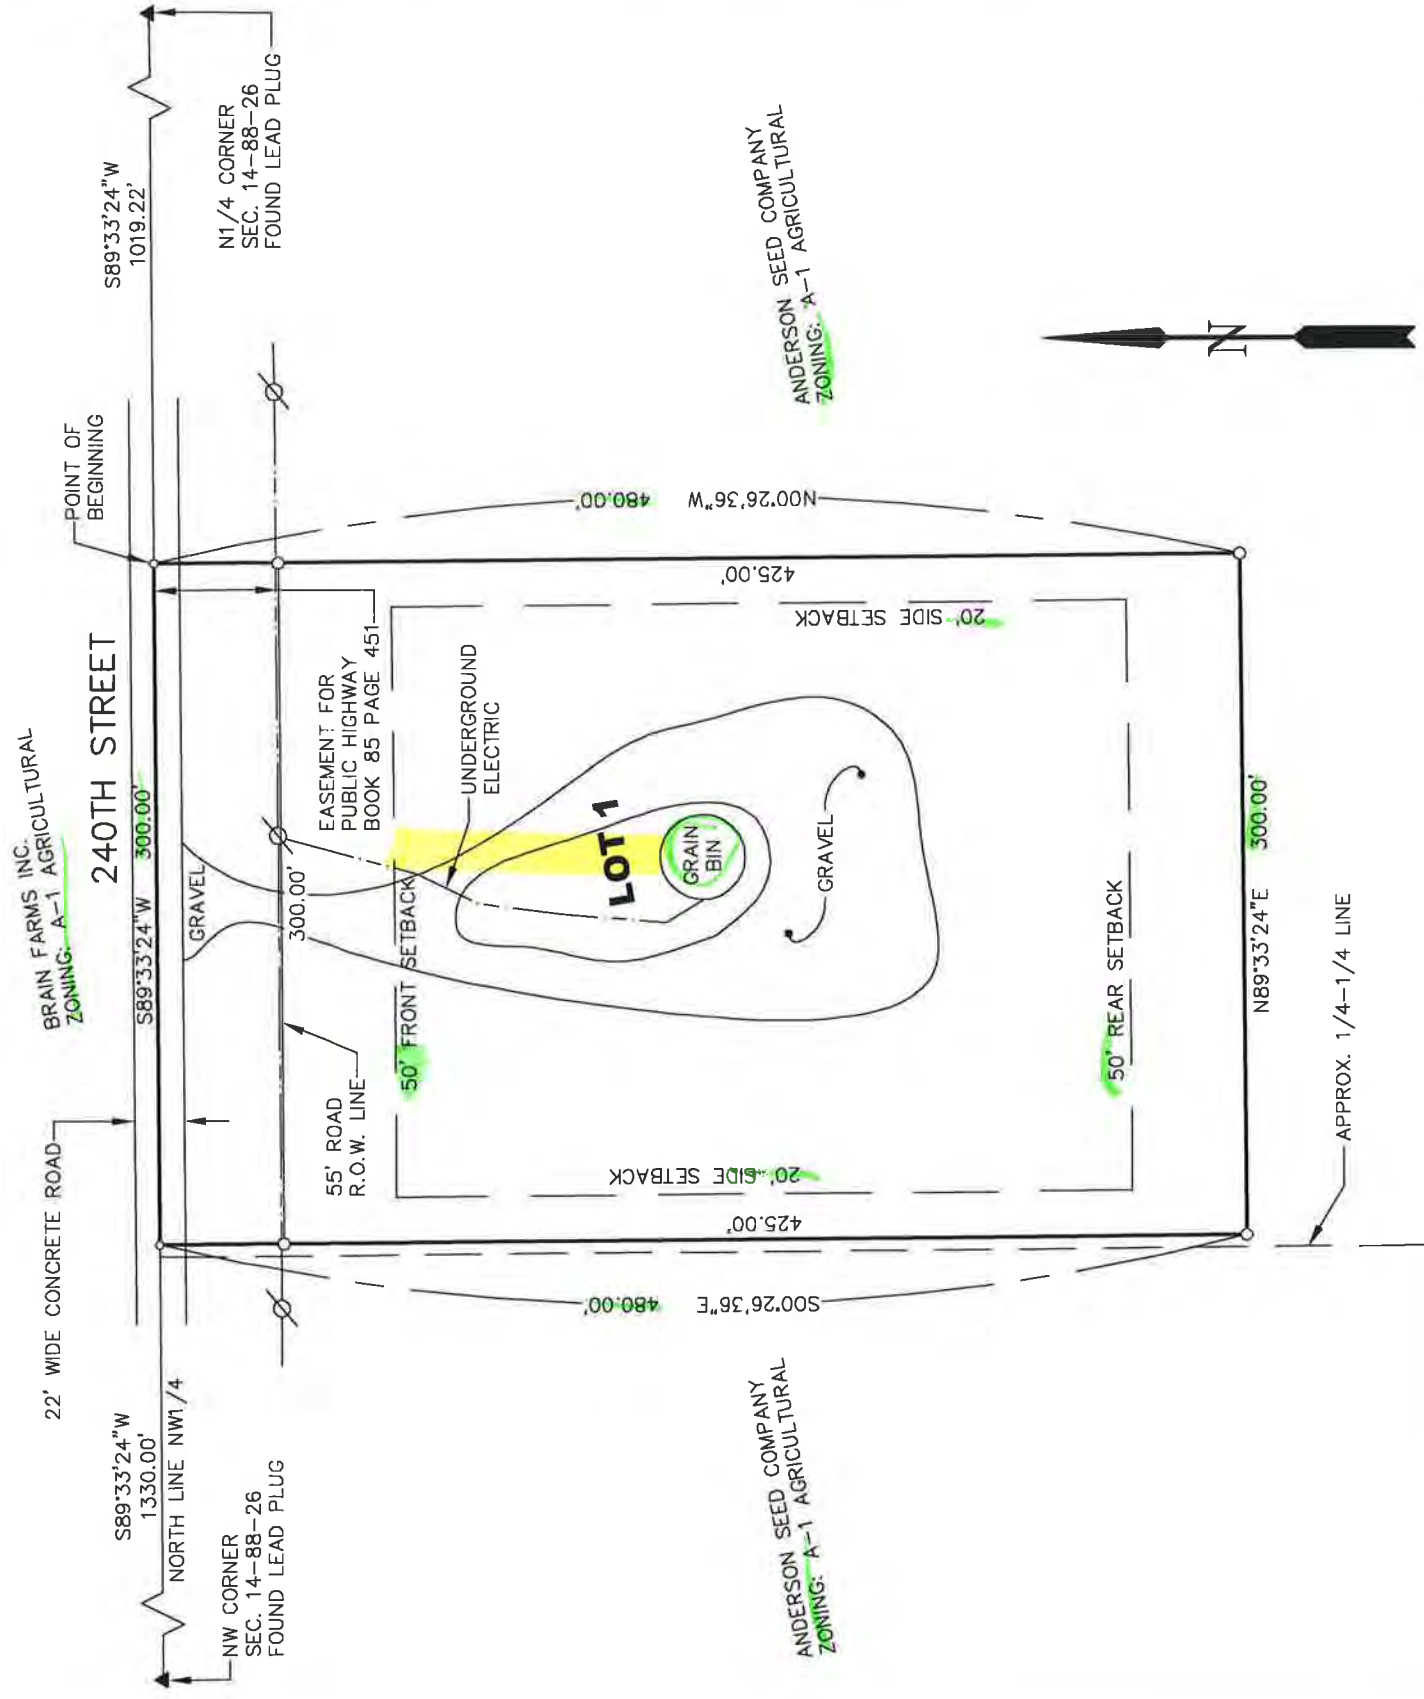 BRAIN FARMS INC.
ZONING: A-1 AGRICULTURAL
240TH STREET
22' WIDE CONCRETE ROAD
POINT OF
BEGINNING
S89°33'24"W
1330.00'
NORTH LINE NW1/4
S89°33'24"W 300.00'
S89°33'24"W
1019.22'
NW CORNER
SEC. 14-88-26
FOUND LEAD PLUG
N1/4 CORNER
SEC. 14-88-26
FOUND LEAD PLUG
GRAVEL
300.00'
55' ROAD
R.O.W. LINE
EASEMENT FOR
PUBLIC HIGHWAY
BOOK 85 PAGE 451
50' FRONT SETBACK
UNDERGROUND
ELECTRIC
S00°26'36"E 480.00'
425.00'
20' SIDE SETBACK
LOT 1
GRAIN
BIN
GRAVEL
20' SIDE SETBACK
425.00'
N00°26'36"W 480.00'
ANDERSON SEED COMPANY
ZONING: A-1 AGRICULTURAL
ANDERSON SEED COMPANY
ZONING: A-1 AGRICULTURAL
50' REAR SETBACK
N89°33'24"E 300.00'
APPROX. 1/4-1/4 LINE
N